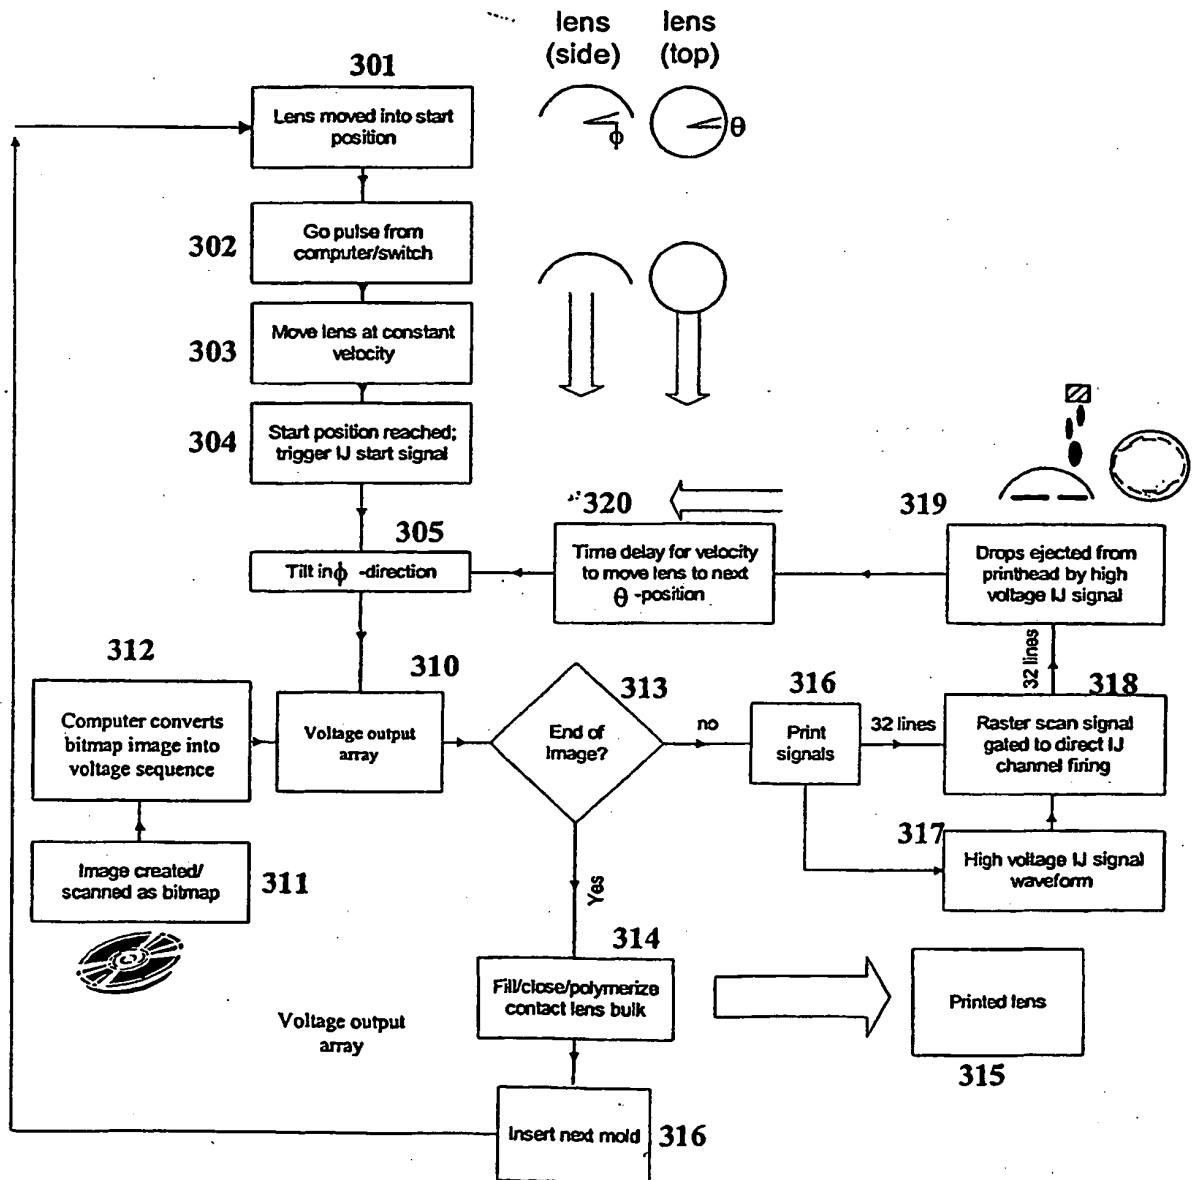 lens
(side)
lens
(top)
301
Lens moved into start
position
ϕ
θ
302
Go pulse from
computer/switch
303
Move lens at constant
velocity
304
Start position reached;
trigger IJ start signal
305
Tilt in ϕ -direction
320
Time delay for velocity
to move lens to next
θ -position
319
Drops ejected from
printhead by high
voltage IJ signal
32 lines
312
Computer converts
bitmap image into
voltage sequence
310
Voltage output
array
313
End of
Image?
no
316
Print
signals
32 lines
318
Raster scan signal
gated to direct IJ
channel firing
317
High voltage IJ signal
waveform
311
Image created/
scanned as bitmap
Yes
314
Fill/close/polymerize
contact lens bulk
Printed lens
315
Voltage output
array
Insert next mold
316